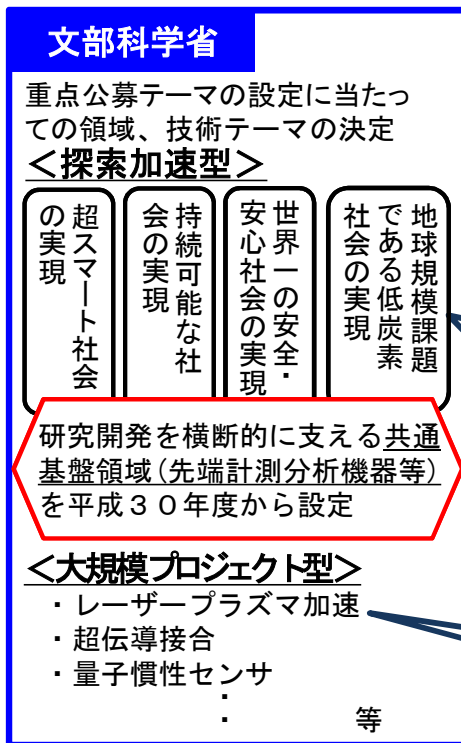 文部科学省
重点公募テーマの設定に当たっ
ての領域、技術テーマの決定
＜探索加速型＞
超スマート社会
の実現
持続可能な社
会の実現
世界一の安全・
安心社会の実現
地球規模課題
である低炭素
社会の実現
研究開発を横断的に支える共通
基盤領域(先端計測分析機器等)
を平成３０年度から設定
＜大規模プロジェクト型＞
・レーザープラズマ加速
・超伝導接合
・量子慣性センサ
・
・　　　　等